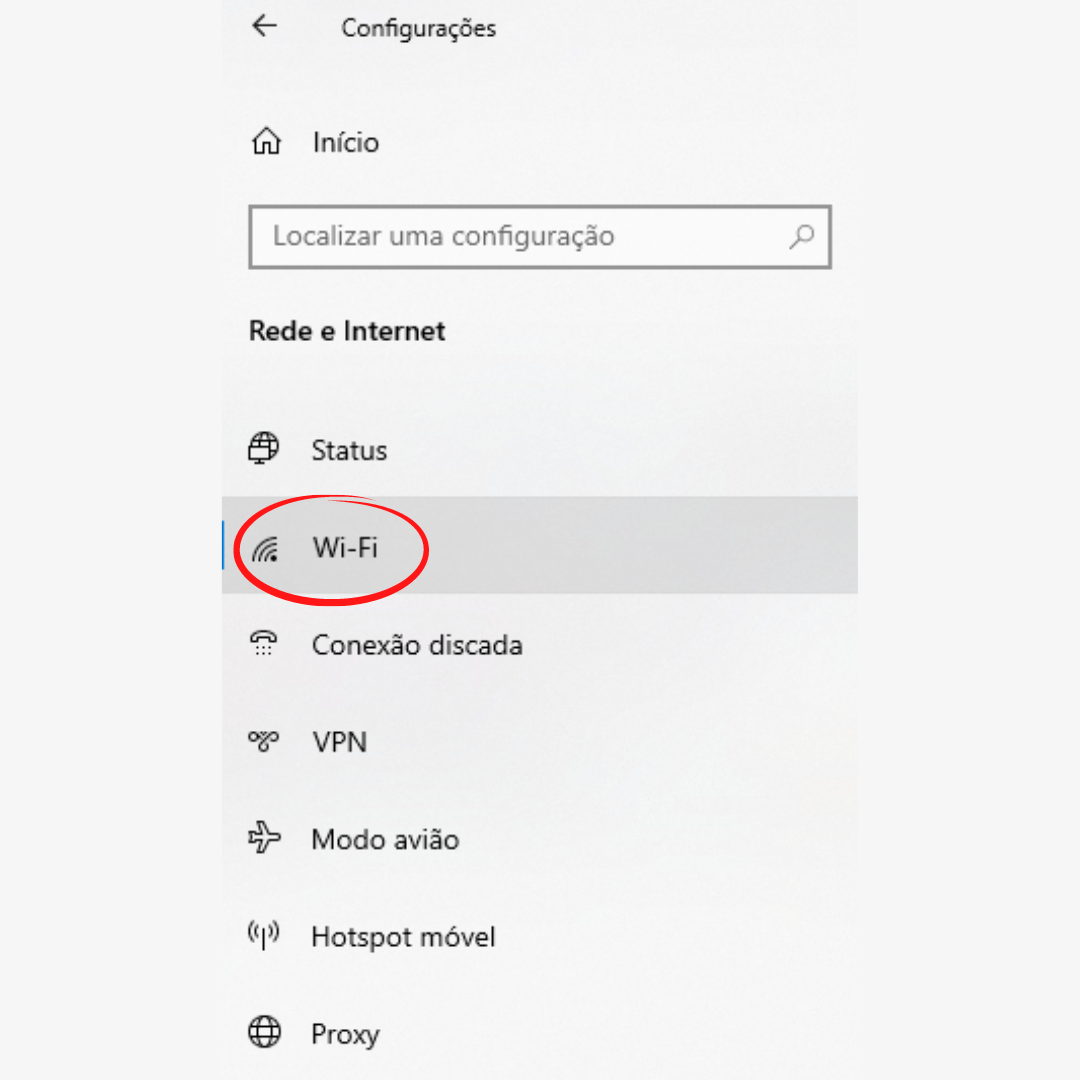 Configurações
Início
Localizar uma configuração
Rede e Internet
Status
Wi-Fi
Conexão discada
VPN
Modo avião
Hotspot móvel
Proxy